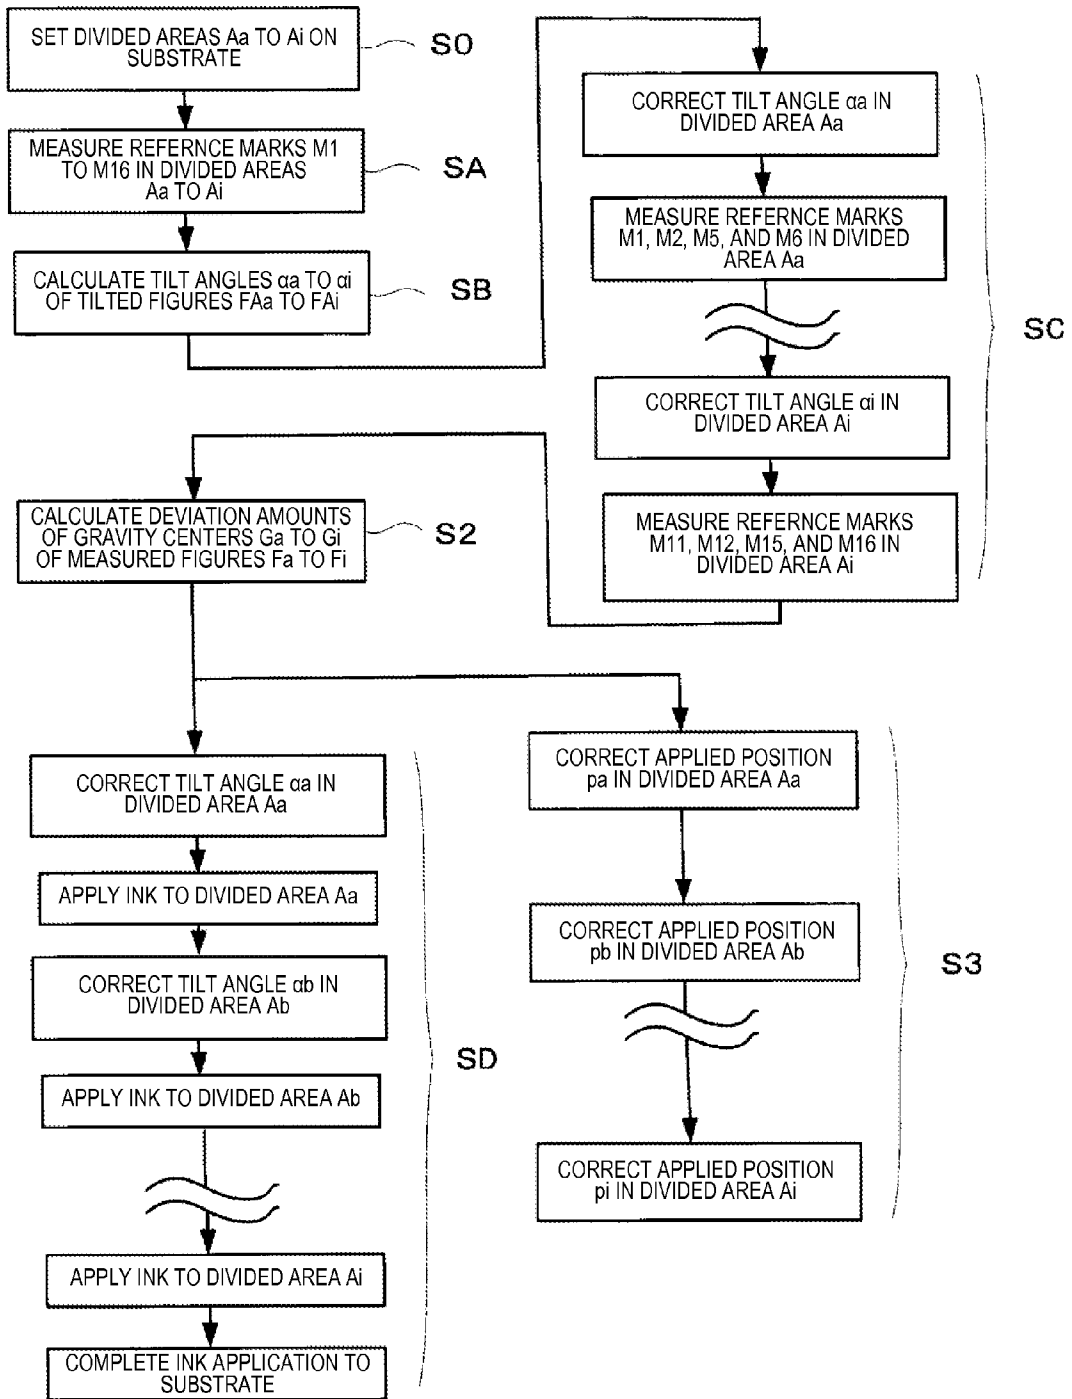 SET DIVIDED AREAS Aa TO Ai ON
SUBSTRATE
S0
MEASURE REFERNCE MARKS M1
TO M16 IN DIVIDED AREAS
Aa TO Ai
SA
CALCULATE TILT ANGLES αa TO αi
OF TILTED FIGURES FAa TO FAi
SB
CORRECT TILT ANGLE αa IN
DIVIDED AREA Aa
MEASURE REFERNCE MARKS
M1, M2, M5, AND M6 IN DIVIDED
AREA Aa
CORRECT TILT ANGLE αi IN
DIVIDED AREA Ai
MEASURE REFERNCE MARKS
M11, M12, M15, AND M16 IN
DIVIDED AREA Ai
SC
CALCULATE DEVIATION AMOUNTS
OF GRAVITY CENTERS Ga TO Gi
OF MEASURED FIGURES Fa TO Fi
S2
CORRECT TILT ANGLE αa IN
DIVIDED AREA Aa
APPLY INK TO DIVIDED AREA Aa
CORRECT TILT ANGLE αb IN
DIVIDED AREA Ab
APPLY INK TO DIVIDED AREA Ab
APPLY INK TO DIVIDED AREA Ai
COMPLETE INK APPLICATION TO
SUBSTRATE
SD
CORRECT APPLIED POSITION
pa IN DIVIDED AREA Aa
CORRECT APPLIED POSITION
pb IN DIVIDED AREA Ab
CORRECT APPLIED POSITION
pi IN DIVIDED AREA Ai
S3